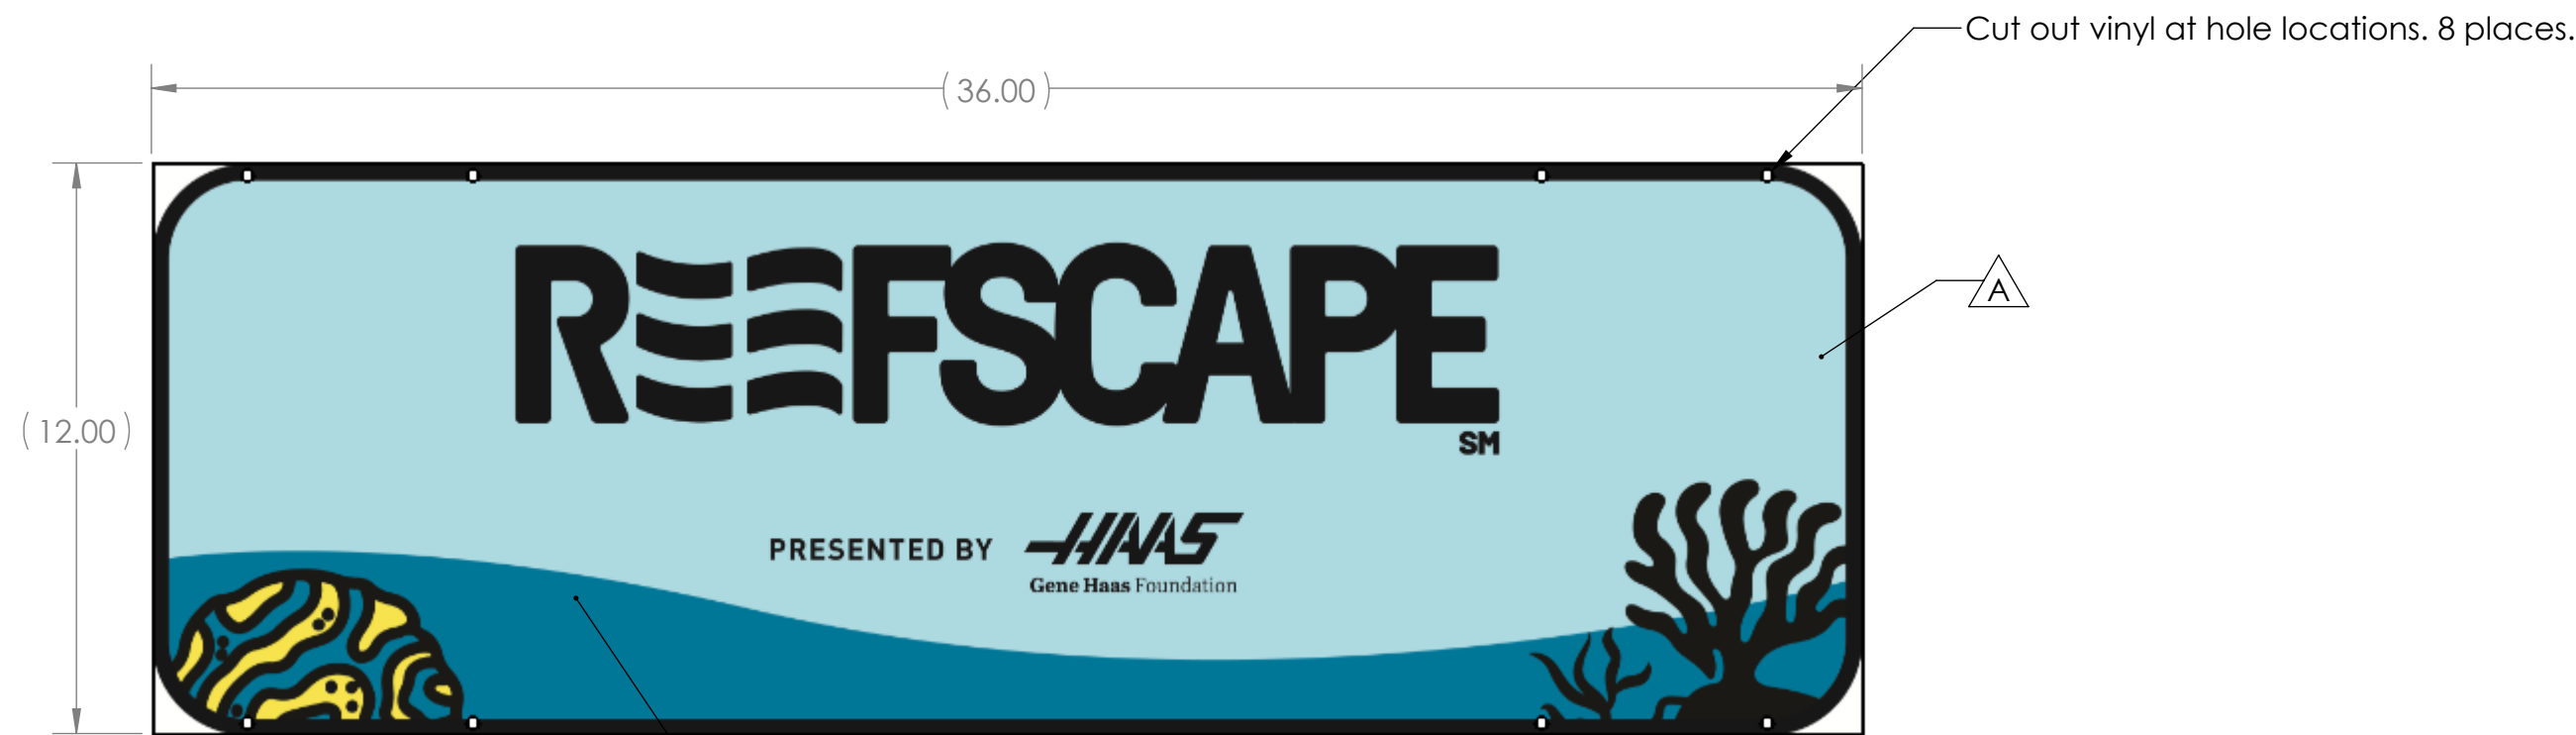 Cut out vinyl at hole locations. 8 places.
( 36.00 )
A
REEFSCAPE
SM
( 12.00 )
PRESENTED BY HAAS
Gene Haas Foundation